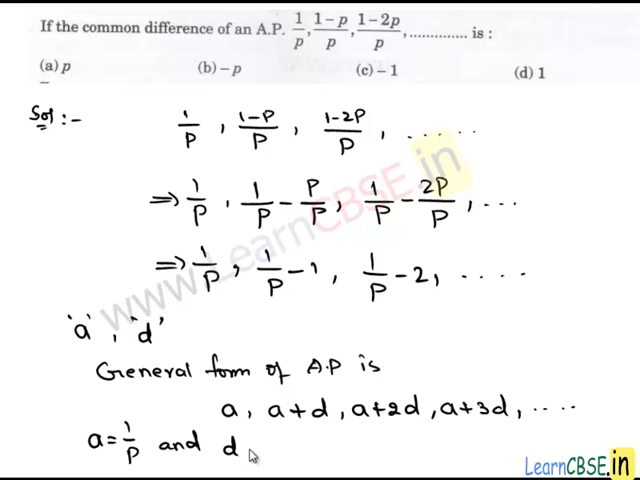 If the common difference of an A.P. 1/p, 1-p/p, 1-2p/p, ............. is :
(a) p (b) – p (c) – 1 (d) 1
Sol :-
1/P, 1-P/P, 1-2P/P, .....
⇒ 1/P, 1/P - P/P, 1/P - 2P/P, ...
⇒ 1/P, 1/P - 1, 1/P - 2, ....
'a', 'd'
General form of A.P is
a, a+d, a+2d, a+3d, ....
a = 1/P and d
www.LearnCBSE.in
LearnCBSE.in